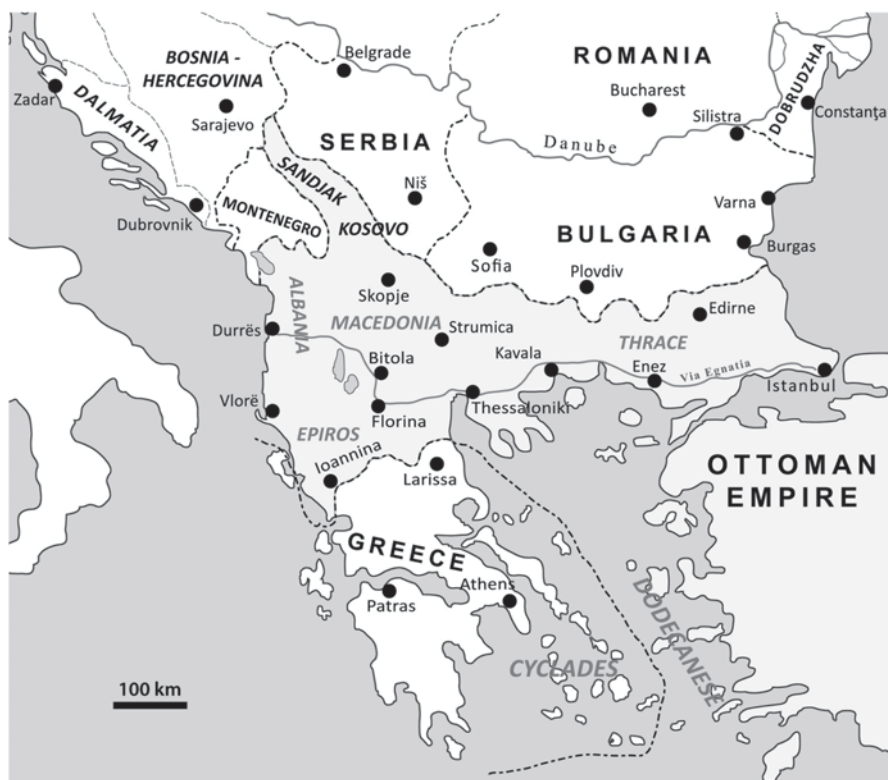 BOSNIA -
HERCEGOVINA
Belgrade
ROMANIA
Bucharest
DOBRUDZHA
Zadar
DALMATIA
Sarajevo
Silistra
Constanţa
SERBIA
Danube
SANDJAK
Niš
Varna
Dubrovnik
MONTENEGRO
KOSOVO
BULGARIA
Burgas
Sofia
Plovdiv
Skopje
ALBANIA
Edirne
Durrës
MACEDONIA
Strumica
THRACE
Bitola
Kavala
Enez
Via Egnatia
Istanbul
Vlorë
Florina
Thessaloniki
EPIROS
Ioannina
Larissa
OTTOMAN
EMPIRE
GREECE
Athens
Patras
DODECANESE
CYCLADES
100 km